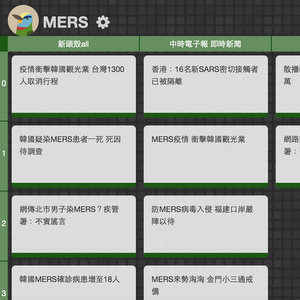 MERS
新頭殼all
中時電子報 即時新聞
0
疫情衝擊韓國觀光業 台灣1300
人取消行程
香港：16名新SARS密切接觸者
已被隔離
散播
萬
1
韓國疑染MERS患者一死 死因
待調查
MERS疫情 衝擊韓國觀光業
網路
署：
2
網傳北市男子染MERS？疾管
署：不實謠言
防MERS病毒入侵 福建口岸嚴
陣以待
3
韓國MERS確診病患增至18人
MERS來勢洶洶 金門小三通戒
備